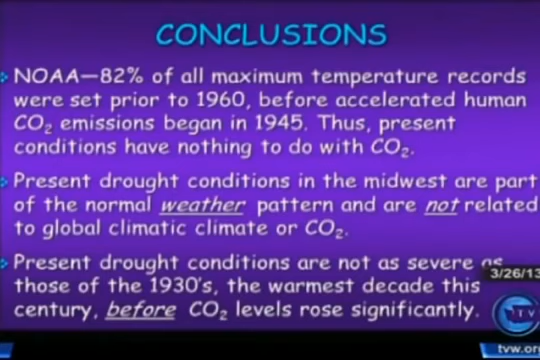 CONCLUSIONS
NOAA—82% of all maximum temperature records
were set prior to 1960, before accelerated human
CO₂ emissions began in 1945. Thus, present
conditions have nothing to do with CO₂.
Present drought conditions in the midwest are part
of the normal weather pattern and are not related
to global climatic climate or CO₂.
Present drought conditions are not as severe as
those of the 1930's, the warmest decade this
century, before CO₂ levels rose significantly.
3/26/13
TV
tvw.or